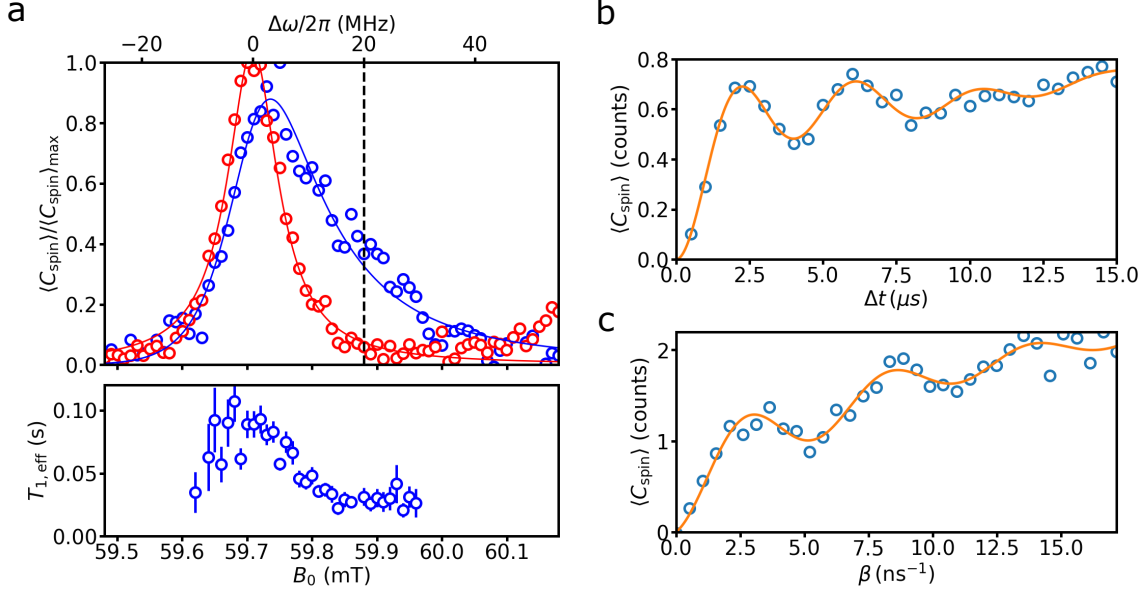 a
Δω/2π (MHz)
−20 0 20 40
⟨C_spin⟩/⟨C_spin⟩_max
1.0
0.8
0.6
0.4
0.2
0.0
T_1,eff (s)
0.10
0.05
0.00
59.5 59.6 59.7 59.8 59.9 60.0 60.1
B_0 (mT)
b
⟨C_spin⟩ (counts)
0.8
0.6
0.4
0.2
0.0
0.0 2.5 5.0 7.5 10.0 12.5 15.0
Δt (μs)
c
⟨C_spin⟩ (counts)
2
1
0
0.0 2.5 5.0 7.5 10.0 12.5 15.0
β (ns⁻¹)